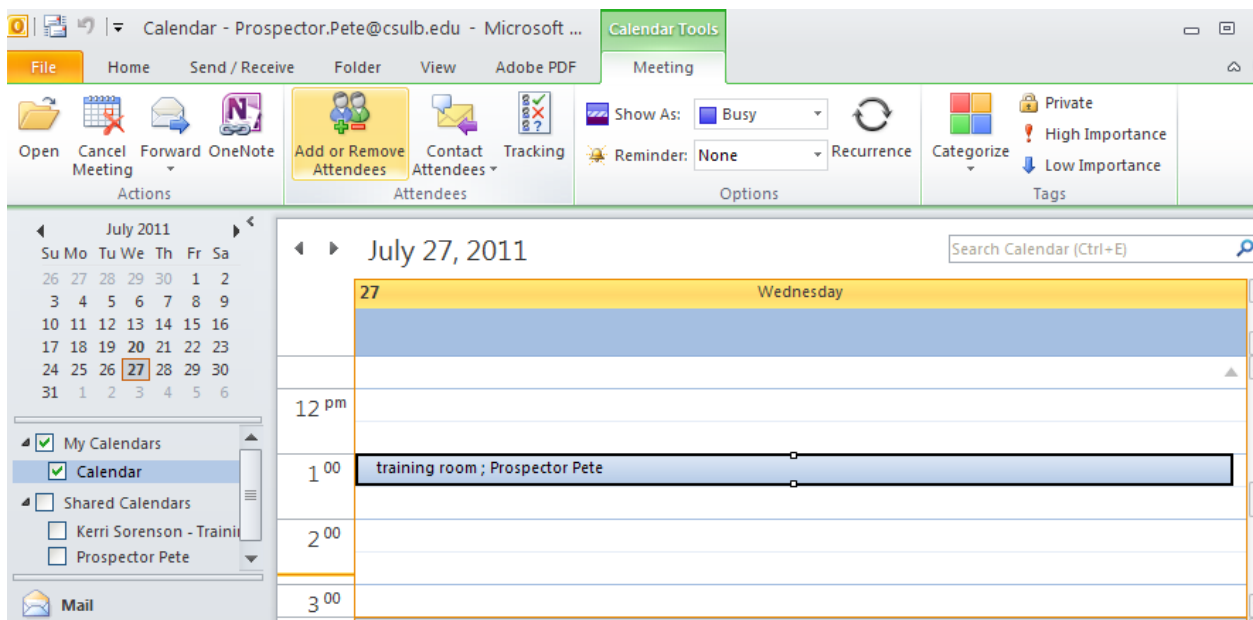 Calendar - Prospector.Pete@csulb.edu - Microsoft ...
Calendar Tools
File Home Send / Receive Folder View Adobe PDF Meeting
Open
Cancel Meeting
Forward
OneNote
Actions
Add or Remove Attendees
Contact Attendees
Tracking
Attendees
Show As: Busy
Reminder: None
Recurrence
Options
Categorize
Private
High Importance
Low Importance
Tags
July 2011
Su Mo Tu We Th Fr Sa
26 27 28 29 30 1 2
3 4 5 6 7 8 9
10 11 12 13 14 15 16
17 18 19 20 21 22 23
24 25 26 27 28 29 30
31 1 2 3 4 5 6
My Calendars
Calendar
Shared Calendars
Kerri Sorenson - Traini
Prospector Pete
Mail
July 27, 2011
Search Calendar (Ctrl+E)
27 Wednesday
12 pm
1 00 training room ; Prospector Pete
2 00
3 00